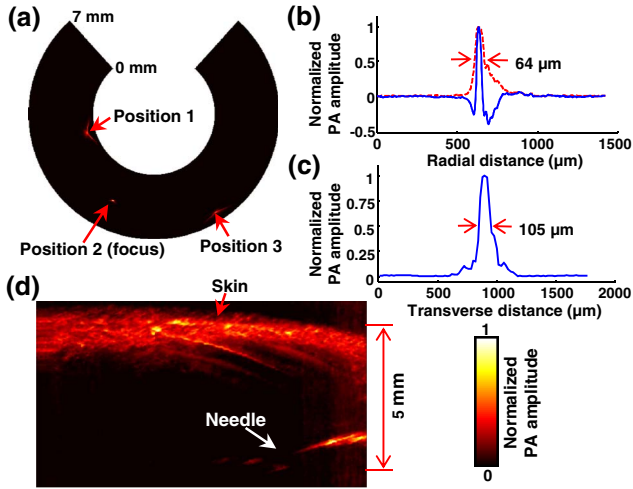 (a)
7 mm
0 mm
Position 1
Position 2 (focus)
Position 3
(b)
Normalized
PA amplitude
1
0.5
0
-0.5
64 µm
0
500
1000
1500
Radial distance (µm)
(c)
Normalized
PA amplitude
1
0.75
0.5
0.25
0
105 µm
0
500
1000
1500
2000
Transverse distance (µm)
(d)
Skin
Needle
5 mm
1
0
Normalized
PA amplitude